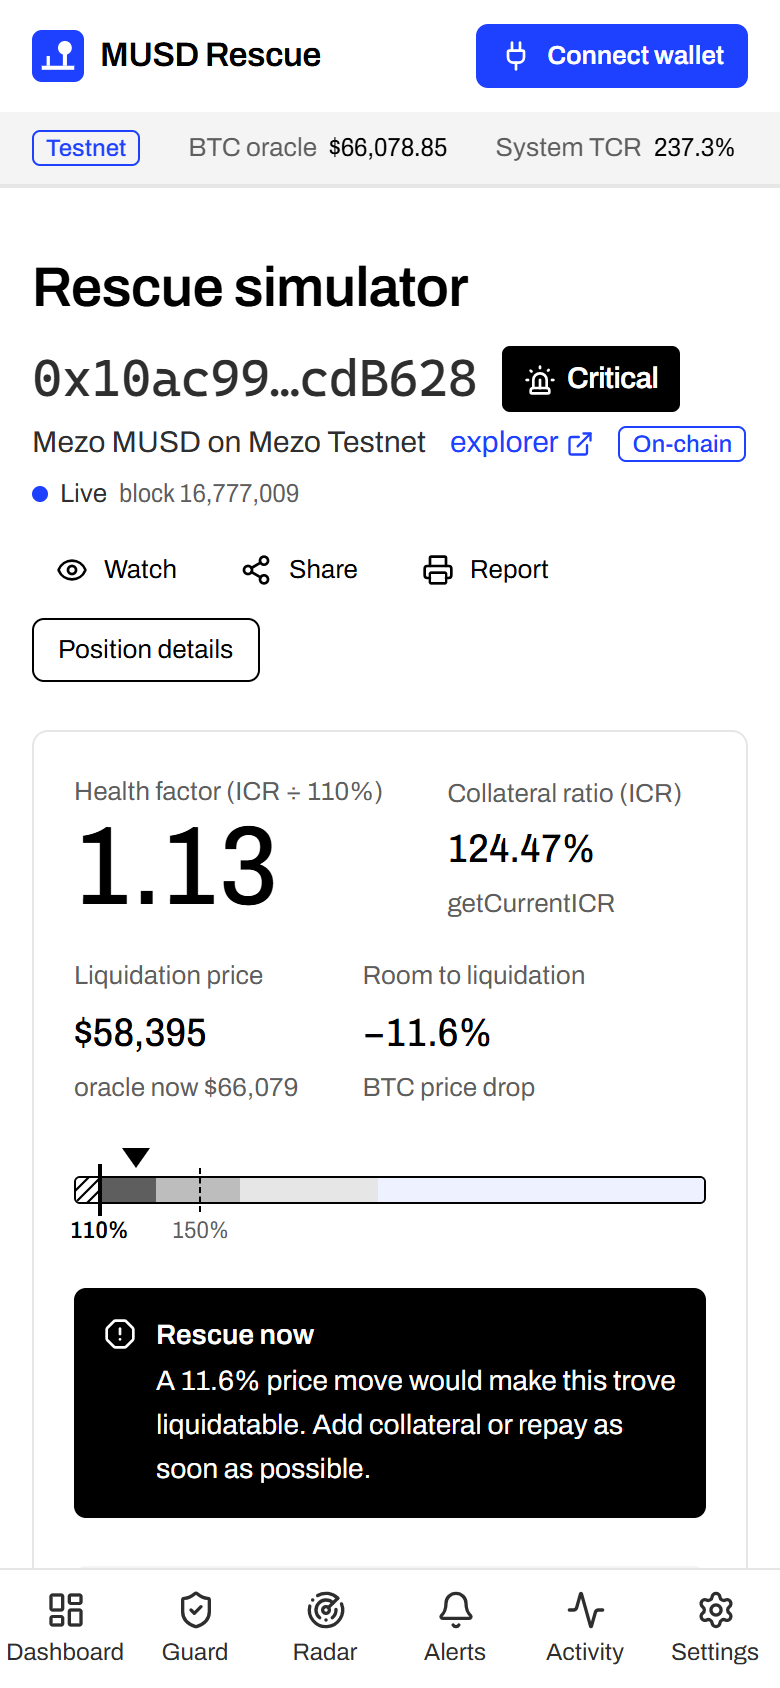 MUSD Rescue
Connect wallet
Testnet BTC oracle $66,078.85 System TCR 237.3%
Rescue simulator
0x10ac99…cdB628 Critical
Mezo MUSD on Mezo Testnet explorer On-chain
Live block 16,777,009
Watch Share Report
Position details
Health factor (ICR ÷ 110%) Collateral ratio (ICR)
1.13 124.47%
getCurrentICR
Liquidation price Room to liquidation
$58,395 −11.6%
oracle now $66,079 BTC price drop
110% 150%
Rescue now
A 11.6% price move would make this trove
liquidatable. Add collateral or repay as
soon as possible.
Dashboard Guard Radar Alerts Activity Settings